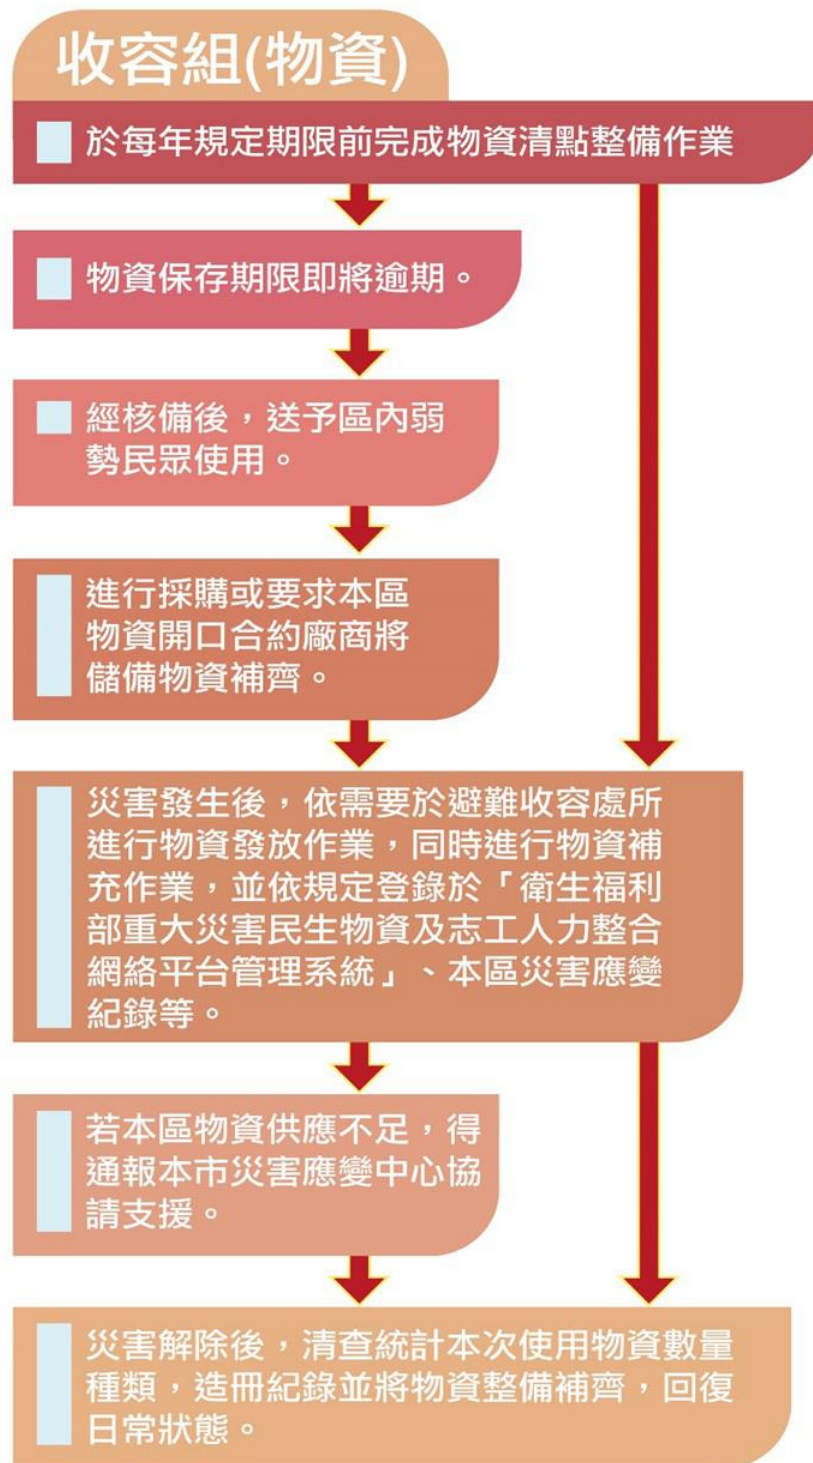 收容組(物資)
於每年規定期限前完成物資清點整備作業
物資保存期限即將逾期。
經核備後，送予區內弱
勢民眾使用。
進行採購或要求本區
物資開口合約廠商將
儲備物資補齊。
災害發生後，依需要於避難收容處所
進行物資發放作業，同時進行物資補
充作業，並依規定登錄於「衛生福利
部重大災害民生物資及志工人力整合
網絡平台管理系統」、本區災害應變
紀錄等。
若本區物資供應不足，得
通報本市災害應變中心協
請支援。
災害解除後，清查統計本次使用物資數量
種類，造冊紀錄並將物資整備補齊，回復
日常狀態。